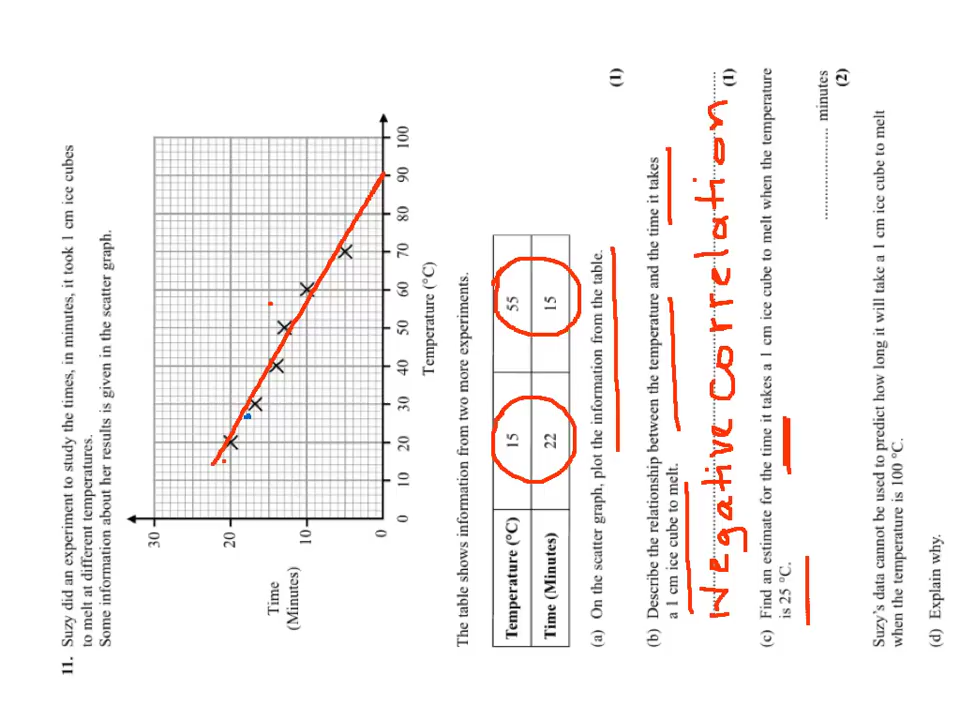 11. Suzy did an experiment to study the times, in minutes, it took 1 cm ice cubes
to melt at different temperatures.
Some information about her results is given in the scatter graph.
30
20
10
0
Time
(Minutes)
0 10 20 30 40 50 60 70 80 90 100
Temperature (°C)
The table shows information from two more experiments.
Temperature (°C) 15 55
Time (Minutes) 22 15
(a) On the scatter graph, plot the information from the table.
(1)
(b) Describe the relationship between the temperature and the time it takes
a 1 cm ice cube to melt.
Negative correlation
(1)
(c) Find an estimate for the time it takes a 1 cm ice cube to melt when the temperature
is 25 °C.
.............................. minutes
(2)
Suzy's data cannot be used to predict how long it will take a 1 cm ice cube to melt
when the temperature is 100 °C.
(d) Explain why.